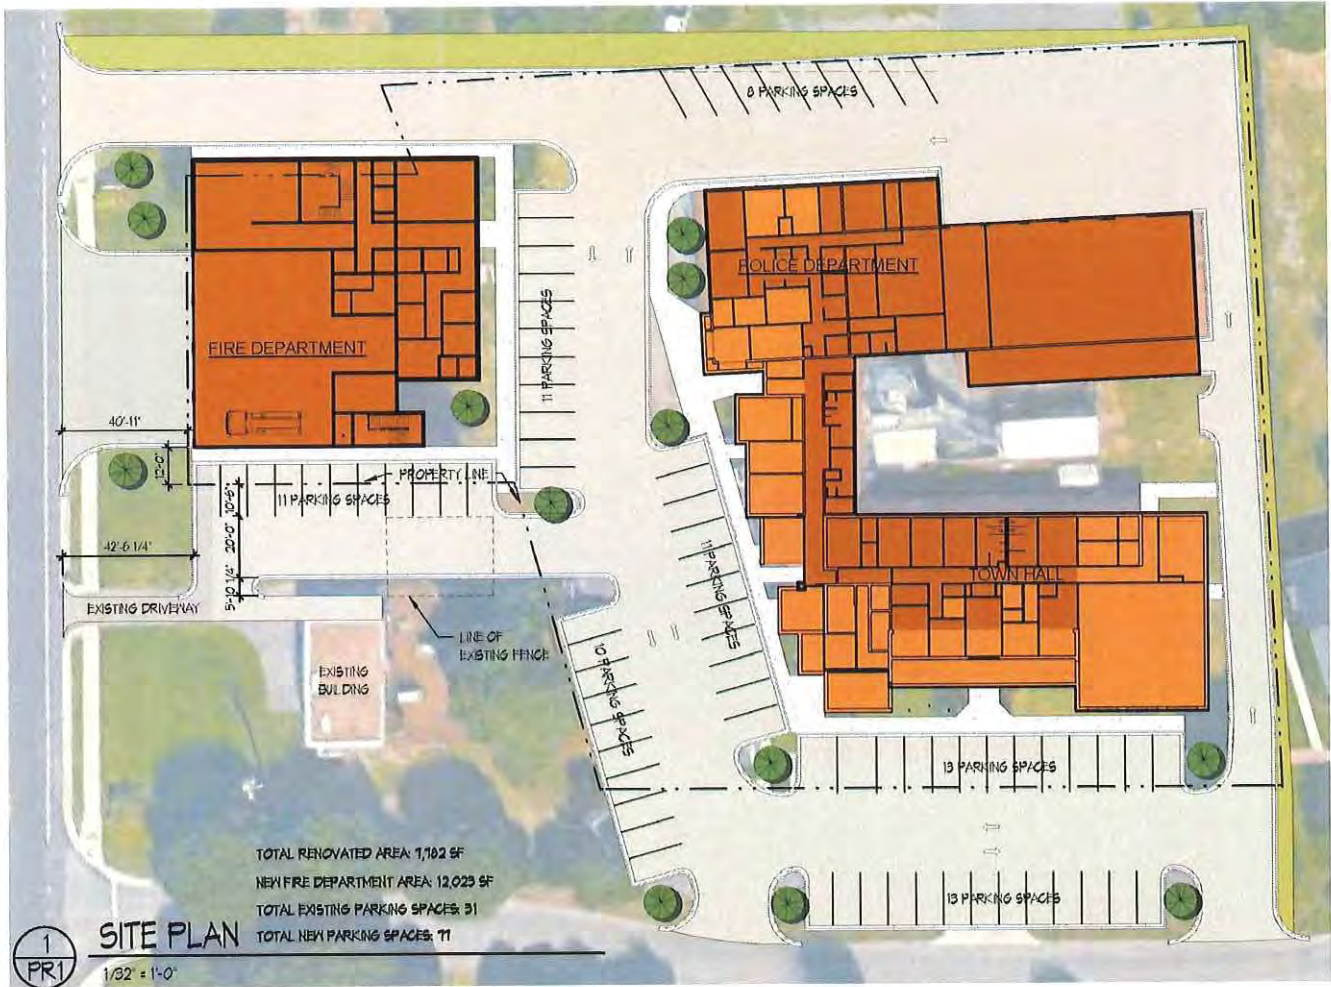 8 PARKING SPACES
POLICE DEPARTMENT
FIRE DEPARTMENT
11 PARKING SPACES
40'-11"
12'-0"
PROPERTY LINE
11 PARKING SPACES
10'-6"
20'-0"
5'-10 1/4"
42'-6 1/4"
EXISTING DRIVEWAY
LINE OF
EXISTING FENCE
EXISTING
BUILDING
11 PARKING SPACES
10 PARKING SPACES
TOWN HALL
13 PARKING SPACES
13 PARKING SPACES
TOTAL RENOVATED AREA: 7,782 SF
NEW FIRE DEPARTMENT AREA: 12,023 SF
TOTAL EXISTING PARKING SPACES: 31
TOTAL NEW PARKING SPACES: 77
1
PR1
SITE PLAN
1/32" = 1'-0"